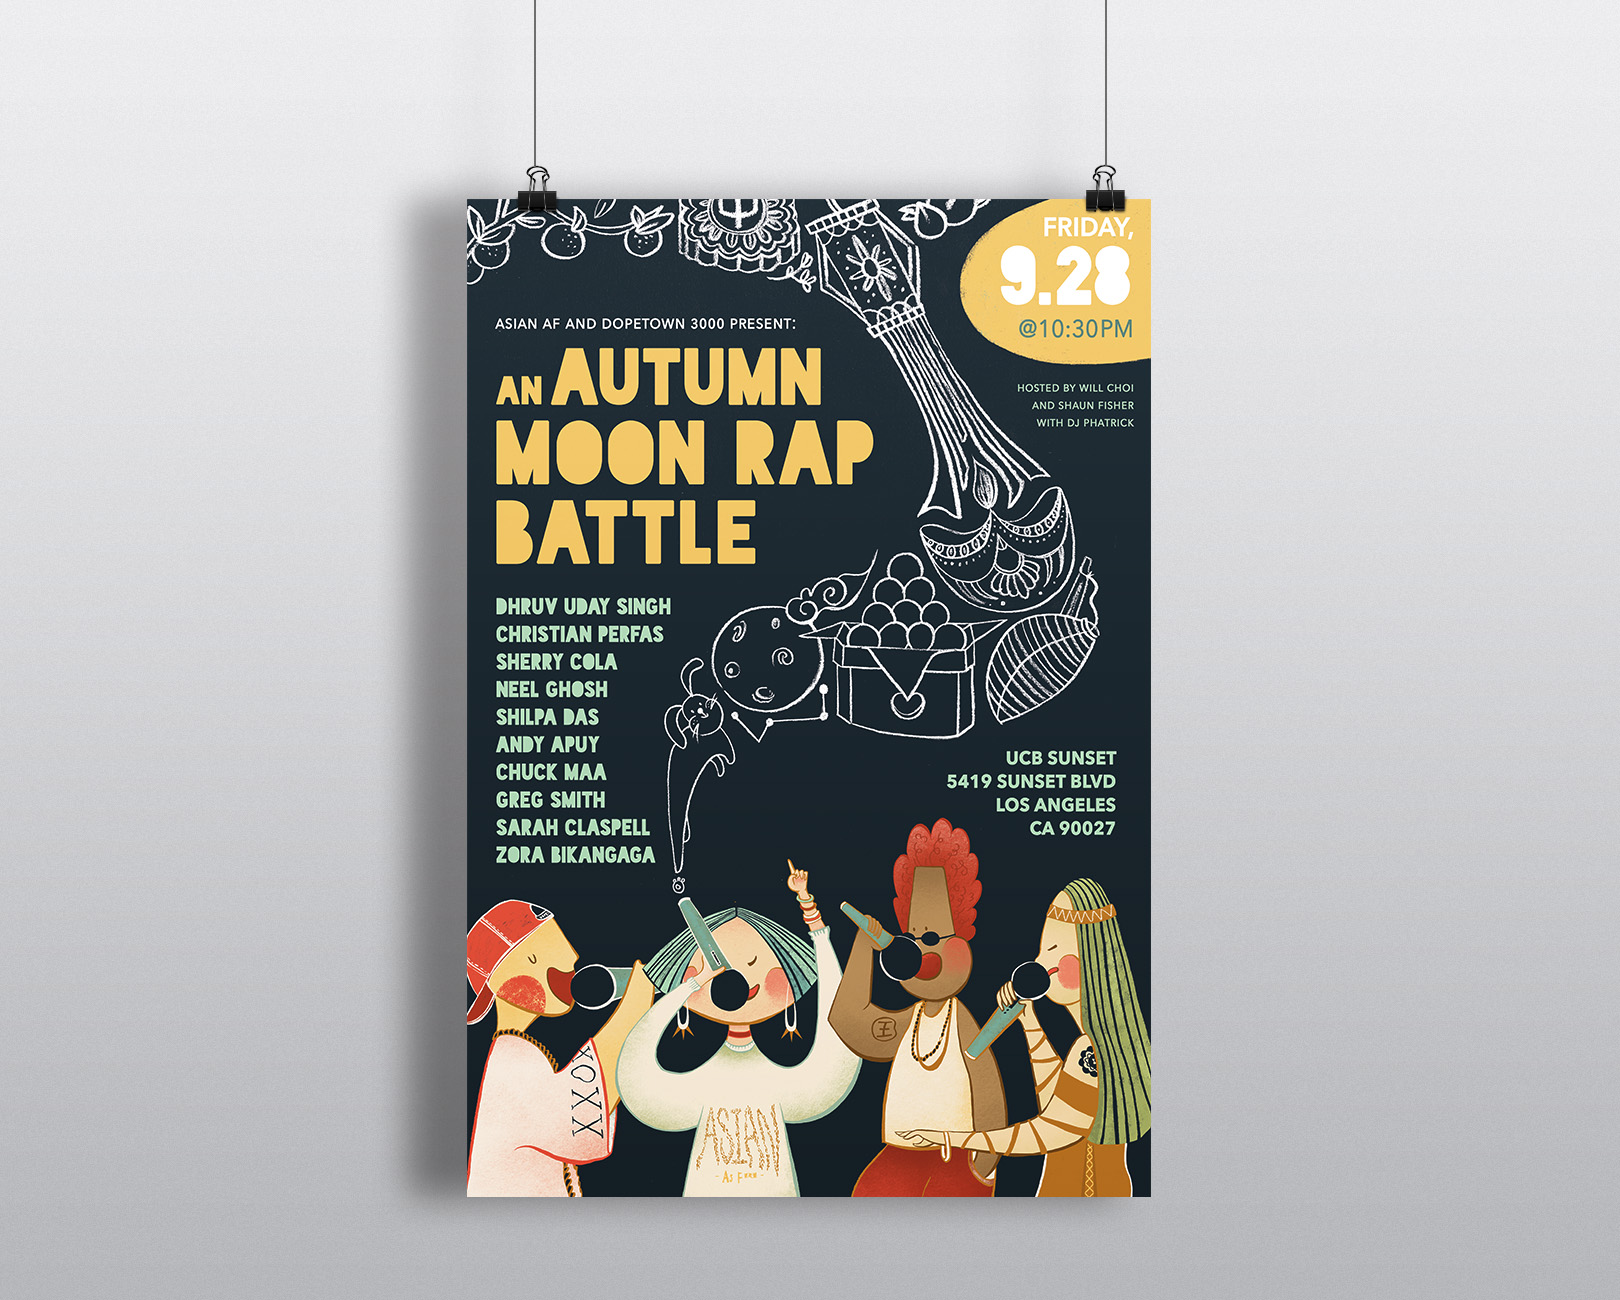 FRIDAY,
9.28
@10:30PM
ASIAN AF AND DOPETOWN 3000 PRESENT:
AN AUTUMN
MOON RAP
BATTLE
HOSTED BY WILL CHOI
AND SHAUN FISHER
WITH DJ PHATRICK
DHRUV UDAY SINGH
CHRISTIAN PERFAS
SHERRY COLA
NEEL GHOSH
SHILPA DAS
ANDY APUY
CHUCK MAA
GREG SMITH
SARAH CLASPELL
ZORA BIKANGAGA
UCB SUNSET
5419 SUNSET BLVD
LOS ANGELES
CA 90027
XXOX
王
ASIAN